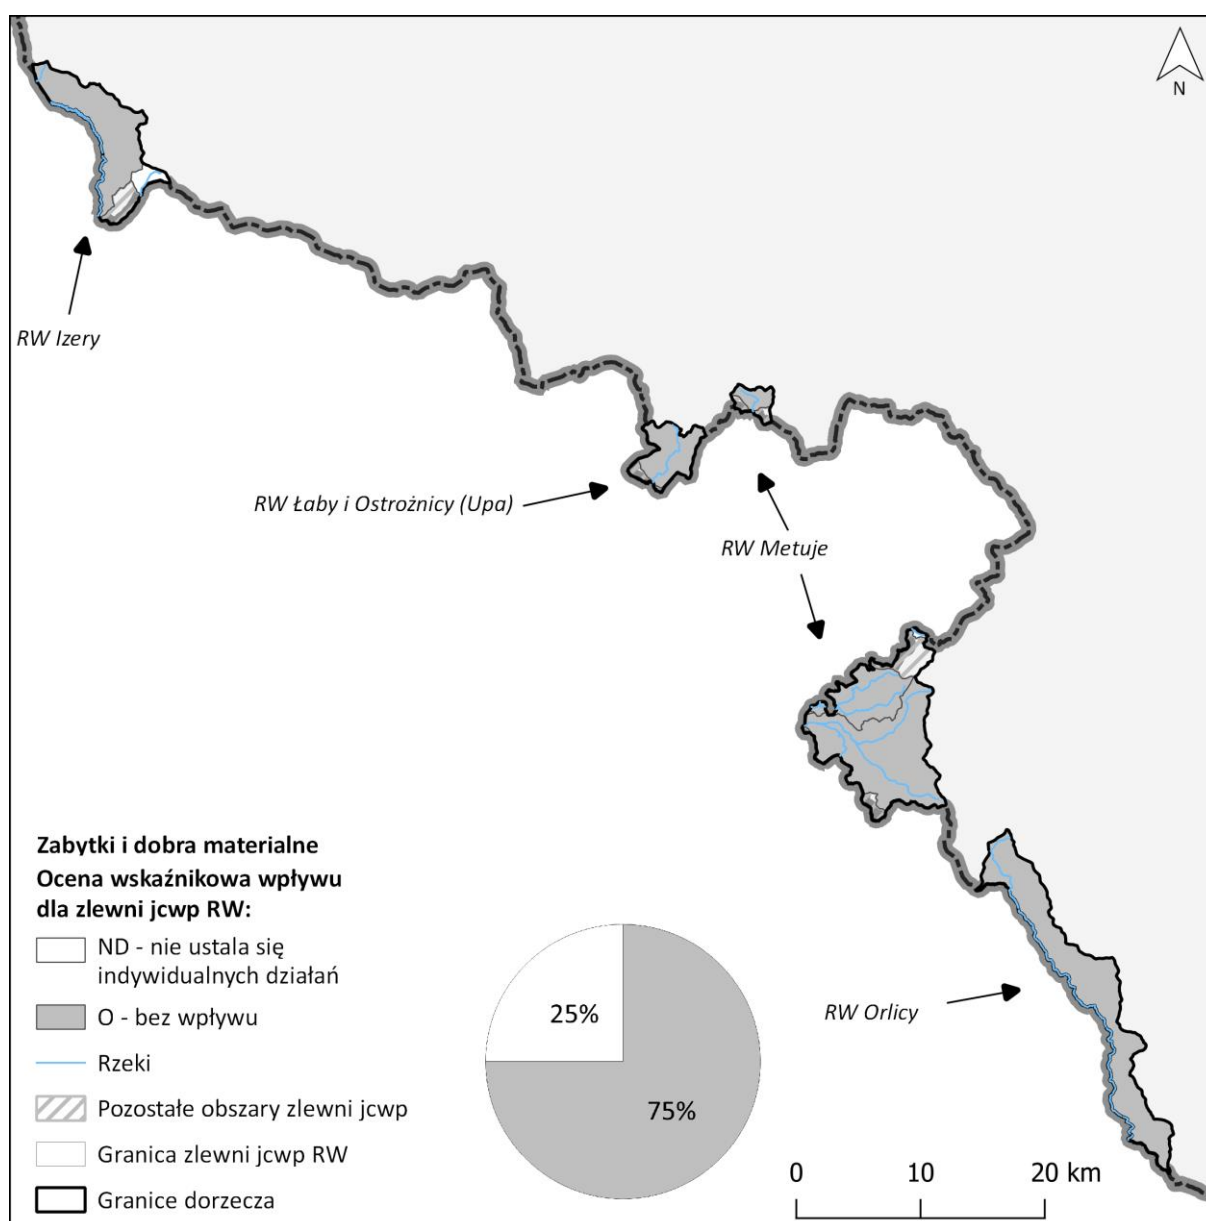 N
RW Izery
RW Łaby i Ostrożnicy (Upa)
RW Metuje
RW Orlicy
Zabytki i dobra materialne
Ocena wskaźnikowa wpływu
dla zlewni jcwp RW:
ND - nie ustala się
indywidualnych działań
O - bez wpływu
Rzeki
Pozostałe obszary zlewni jcwp
Granica zlewni jcwp RW
Granice dorzecza
25%
75%
0 10 20 km